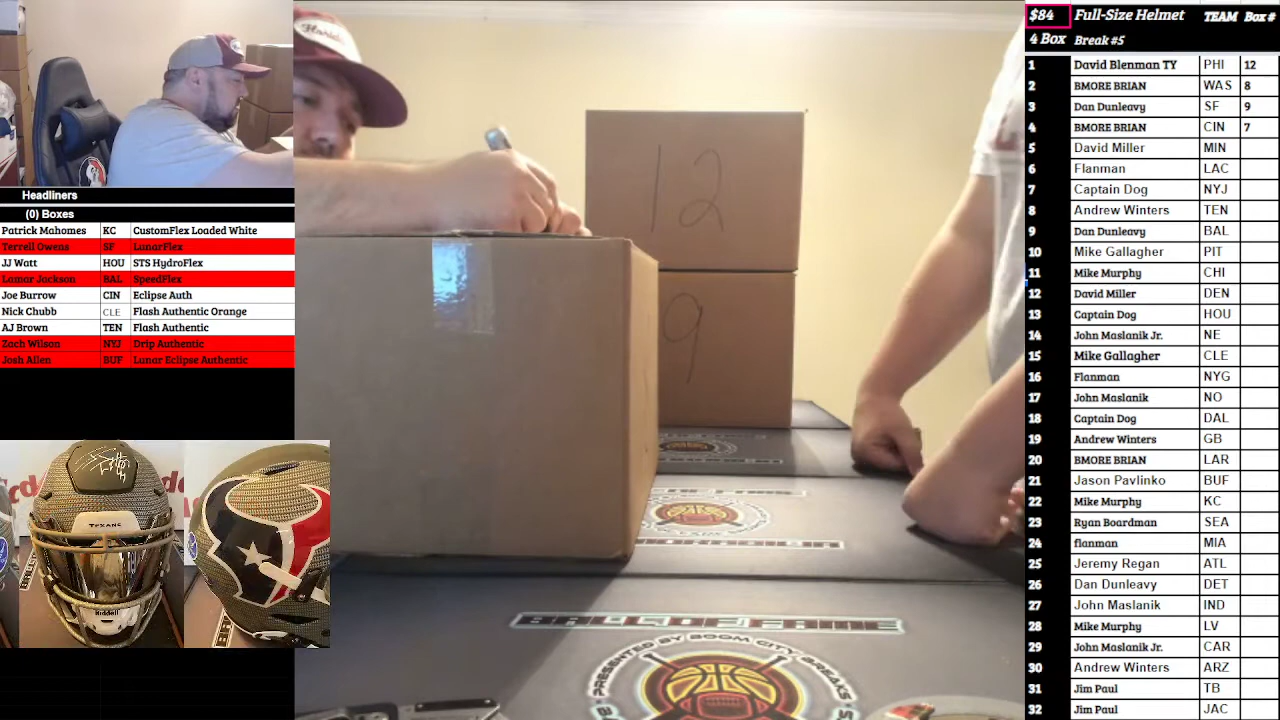 $84 Full-Size Helmet TEAM Box #
4 Box Break #5
1 David Blenman TY PHI 12
2 BMORE BRIAN WAS 8
3 Dan Dunleavy SF 9
4 BMORE BRIAN CIN 7
5 David Miller MIN
6 Flanman LAC
7 Captain Dog NYJ
8 Andrew Winters TEN
9 Dan Dunleavy BAL
10 Mike Gallagher PIT
11 Mike Murphy CHI
12 David Miller DEN
13 Captain Dog HOU
14 John Maslanik Jr. NE
15 Mike Gallagher CLE
16 Flanman NYG
17 John Maslanik NO
18 Captain Dog DAL
19 Andrew Winters GB
20 BMORE BRIAN LAR
21 Jason Pavlinko BUF
22 Mike Murphy KC
23 Ryan Boardman SEA
24 flanman MIA
25 Jeremy Regan ATL
26 Dan Dunleavy DET
27 John Maslanik IND
28 Mike Murphy LV
29 John Maslanik Jr. CAR
30 Andrew Winters ARZ
31 Jim Paul TB
32 Jim Paul JAC
Headliners
(0) Boxes
Patrick Mahomes KC CustomFlex Loaded White
Terrell Owens SF LunarFlex
JJ Watt HOU STS HydroFlex
Lamar Jackson BAL SpeedFlex
Joe Burrow CIN Eclipse Auth
Nick Chubb CLE Flash Authentic Orange
AJ Brown TEN Flash Authentic
Zach Wilson NYJ Drip Authentic
Josh Allen BUF Lunar Eclipse Authentic
12
9
TEXANS
Riddell
BALL OF FAME
PRESENTED BY BOOM CITY BREAKS